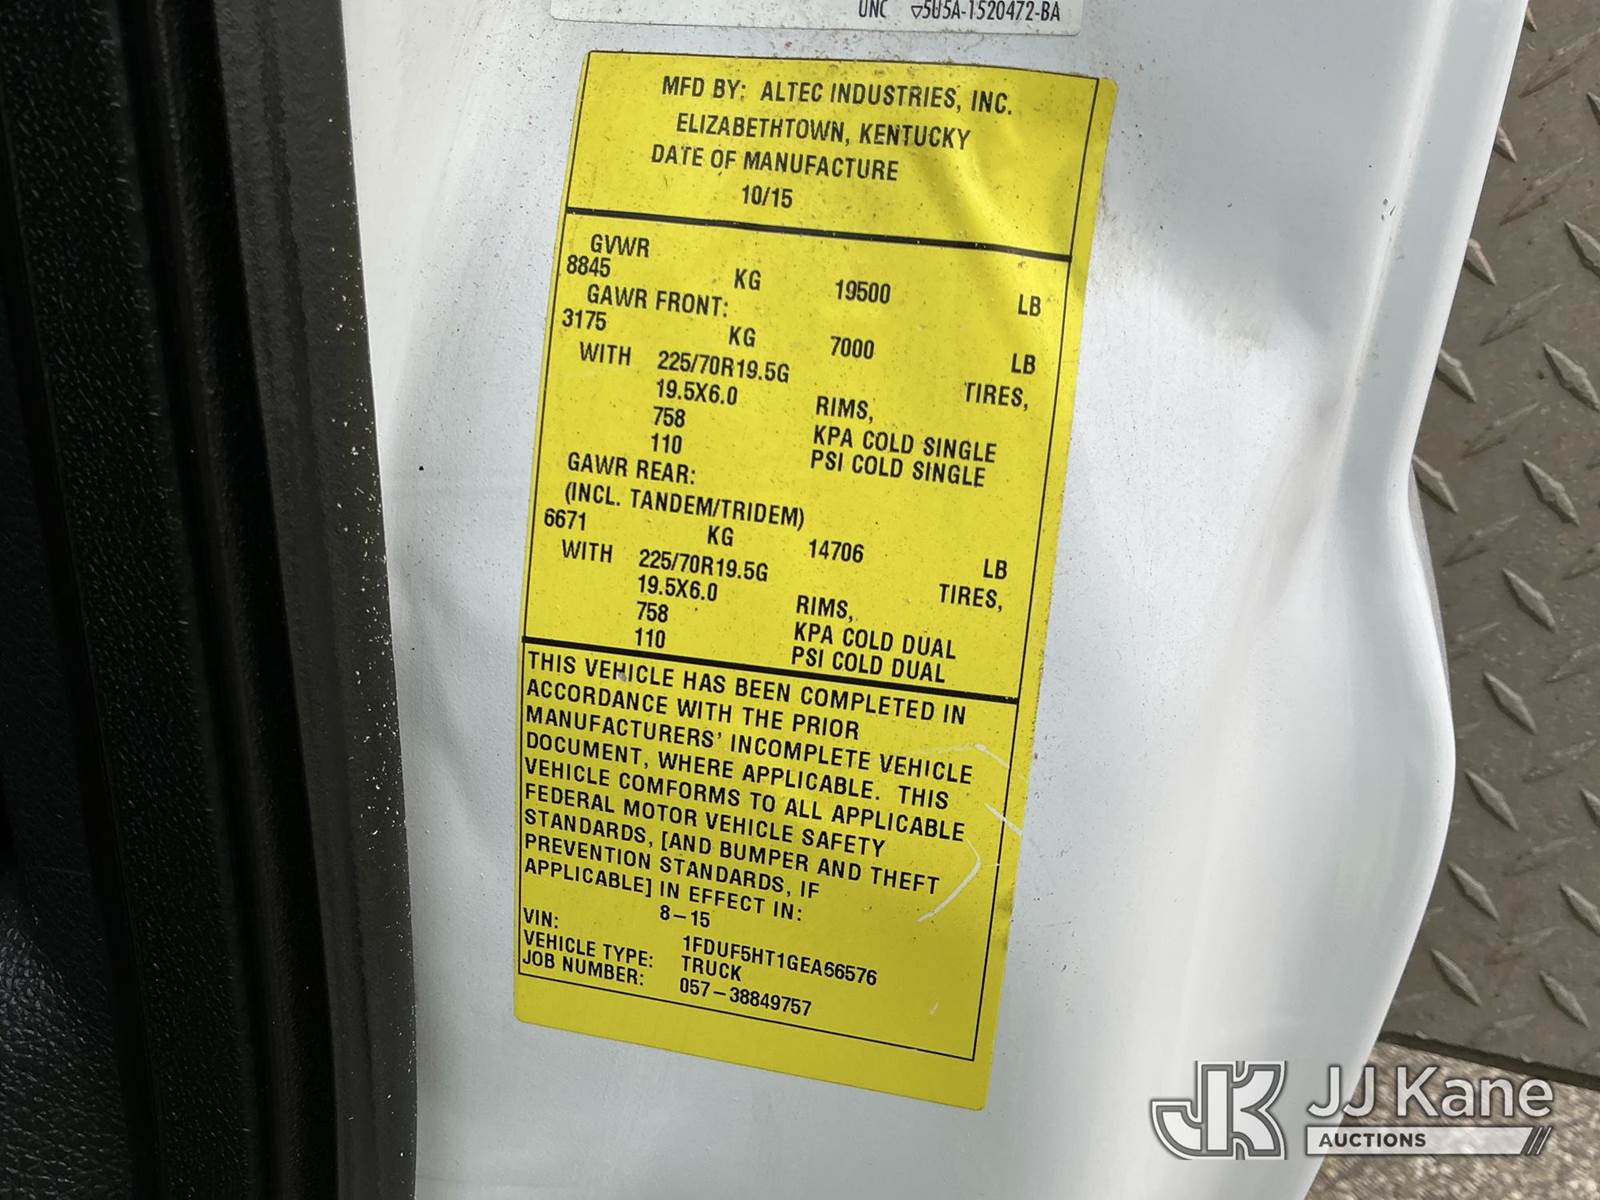 UNC ▽5U5A-1520472-BA
MFD BY: ALTEC INDUSTRIES, INC.
ELIZABETHTOWN, KENTUCKY
DATE OF MANUFACTURE
10/15
GVWR
8845 KG 19500 LB
GAWR FRONT:
3175 KG 7000 LB
WITH 225/70R19.5G TIRES,
19.5X6.0 RIMS,
758 KPA COLD SINGLE
110 PSI COLD SINGLE
GAWR REAR:
(INCL. TANDEM/TRIDEM)
6671 KG 14706 LB
WITH 225/70R19.5G TIRES,
19.5X6.0 RIMS,
758 KPA COLD DUAL
110 PSI COLD DUAL
THIS VEHICLE HAS BEEN COMPLETED IN
ACCORDANCE WITH THE PRIOR
MANUFACTURERS' INCOMPLETE VEHICLE
DOCUMENT, WHERE APPLICABLE. THIS
VEHICLE COMFORMS TO ALL APPLICABLE
FEDERAL MOTOR VEHICLE SAFETY
STANDARDS, [AND BUMPER AND THEFT
PREVENTION STANDARDS, IF
APPLICABLE] IN EFFECT IN:
8-15
VIN: 1FDUF5HT1GEA66576
VEHICLE TYPE: TRUCK
JOB NUMBER: 057-38849757
JK JJ Kane
AUCTIONS